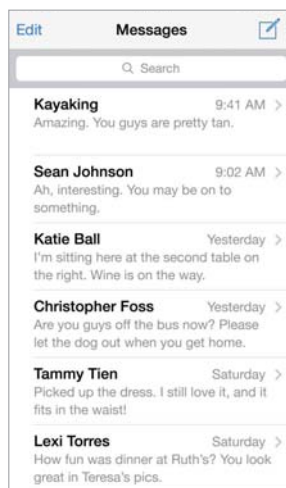 Edit Messages
Search
Kayaking 9:41 AM
Amazing. You guys are pretty tan.
Sean Johnson 9:02 AM
Ah, interesting. You may be on to
something.
Katie Ball Yesterday
I'm sitting here at the second table on
the right. Wine is on the way.
Christopher Foss Yesterday
Are you guys off the bus now? Please
let the dog out when you get home.
Tammy Tien Saturday
Picked up the dress. I still love it, and it
fits in the waist!
Lexi Torres Saturday
How fun was dinner at Ruth's? You look
great in Teresa's pics.